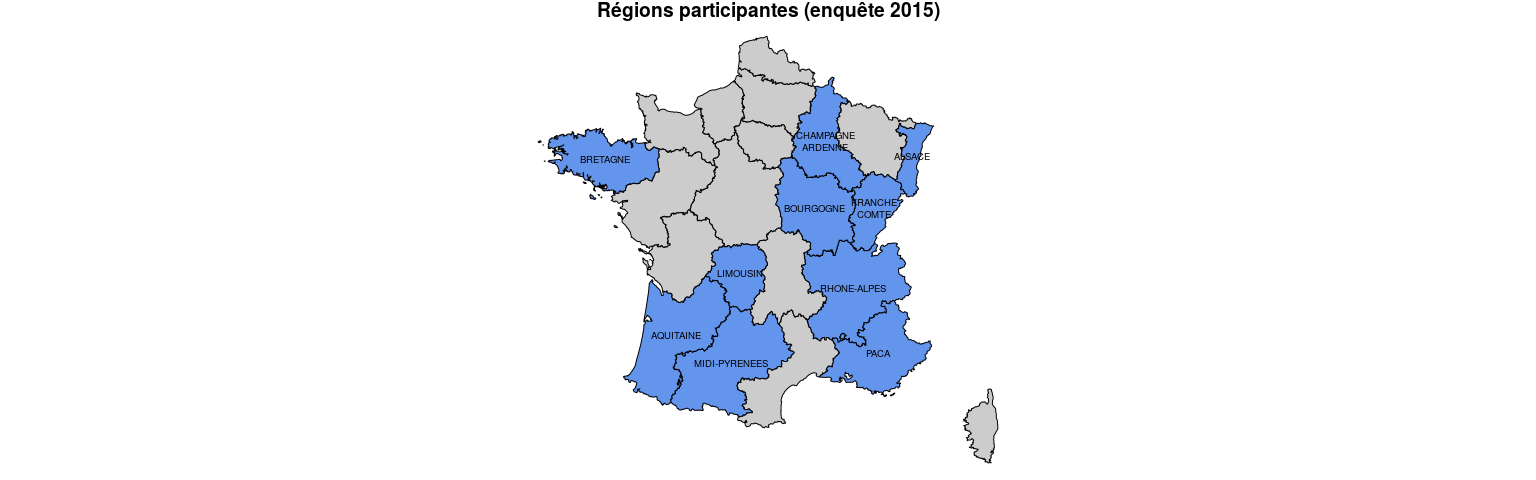 Régions participantes (enquête 2015)
CHAMPAGNE
ARDENNE
ALSACE
BRETAGNE
BOURGOGNE
FRANCHE-
COMTE
LIMOUSIN
RHONE-ALPES
AQUITAINE
PACA
MIDI-PYRENEES